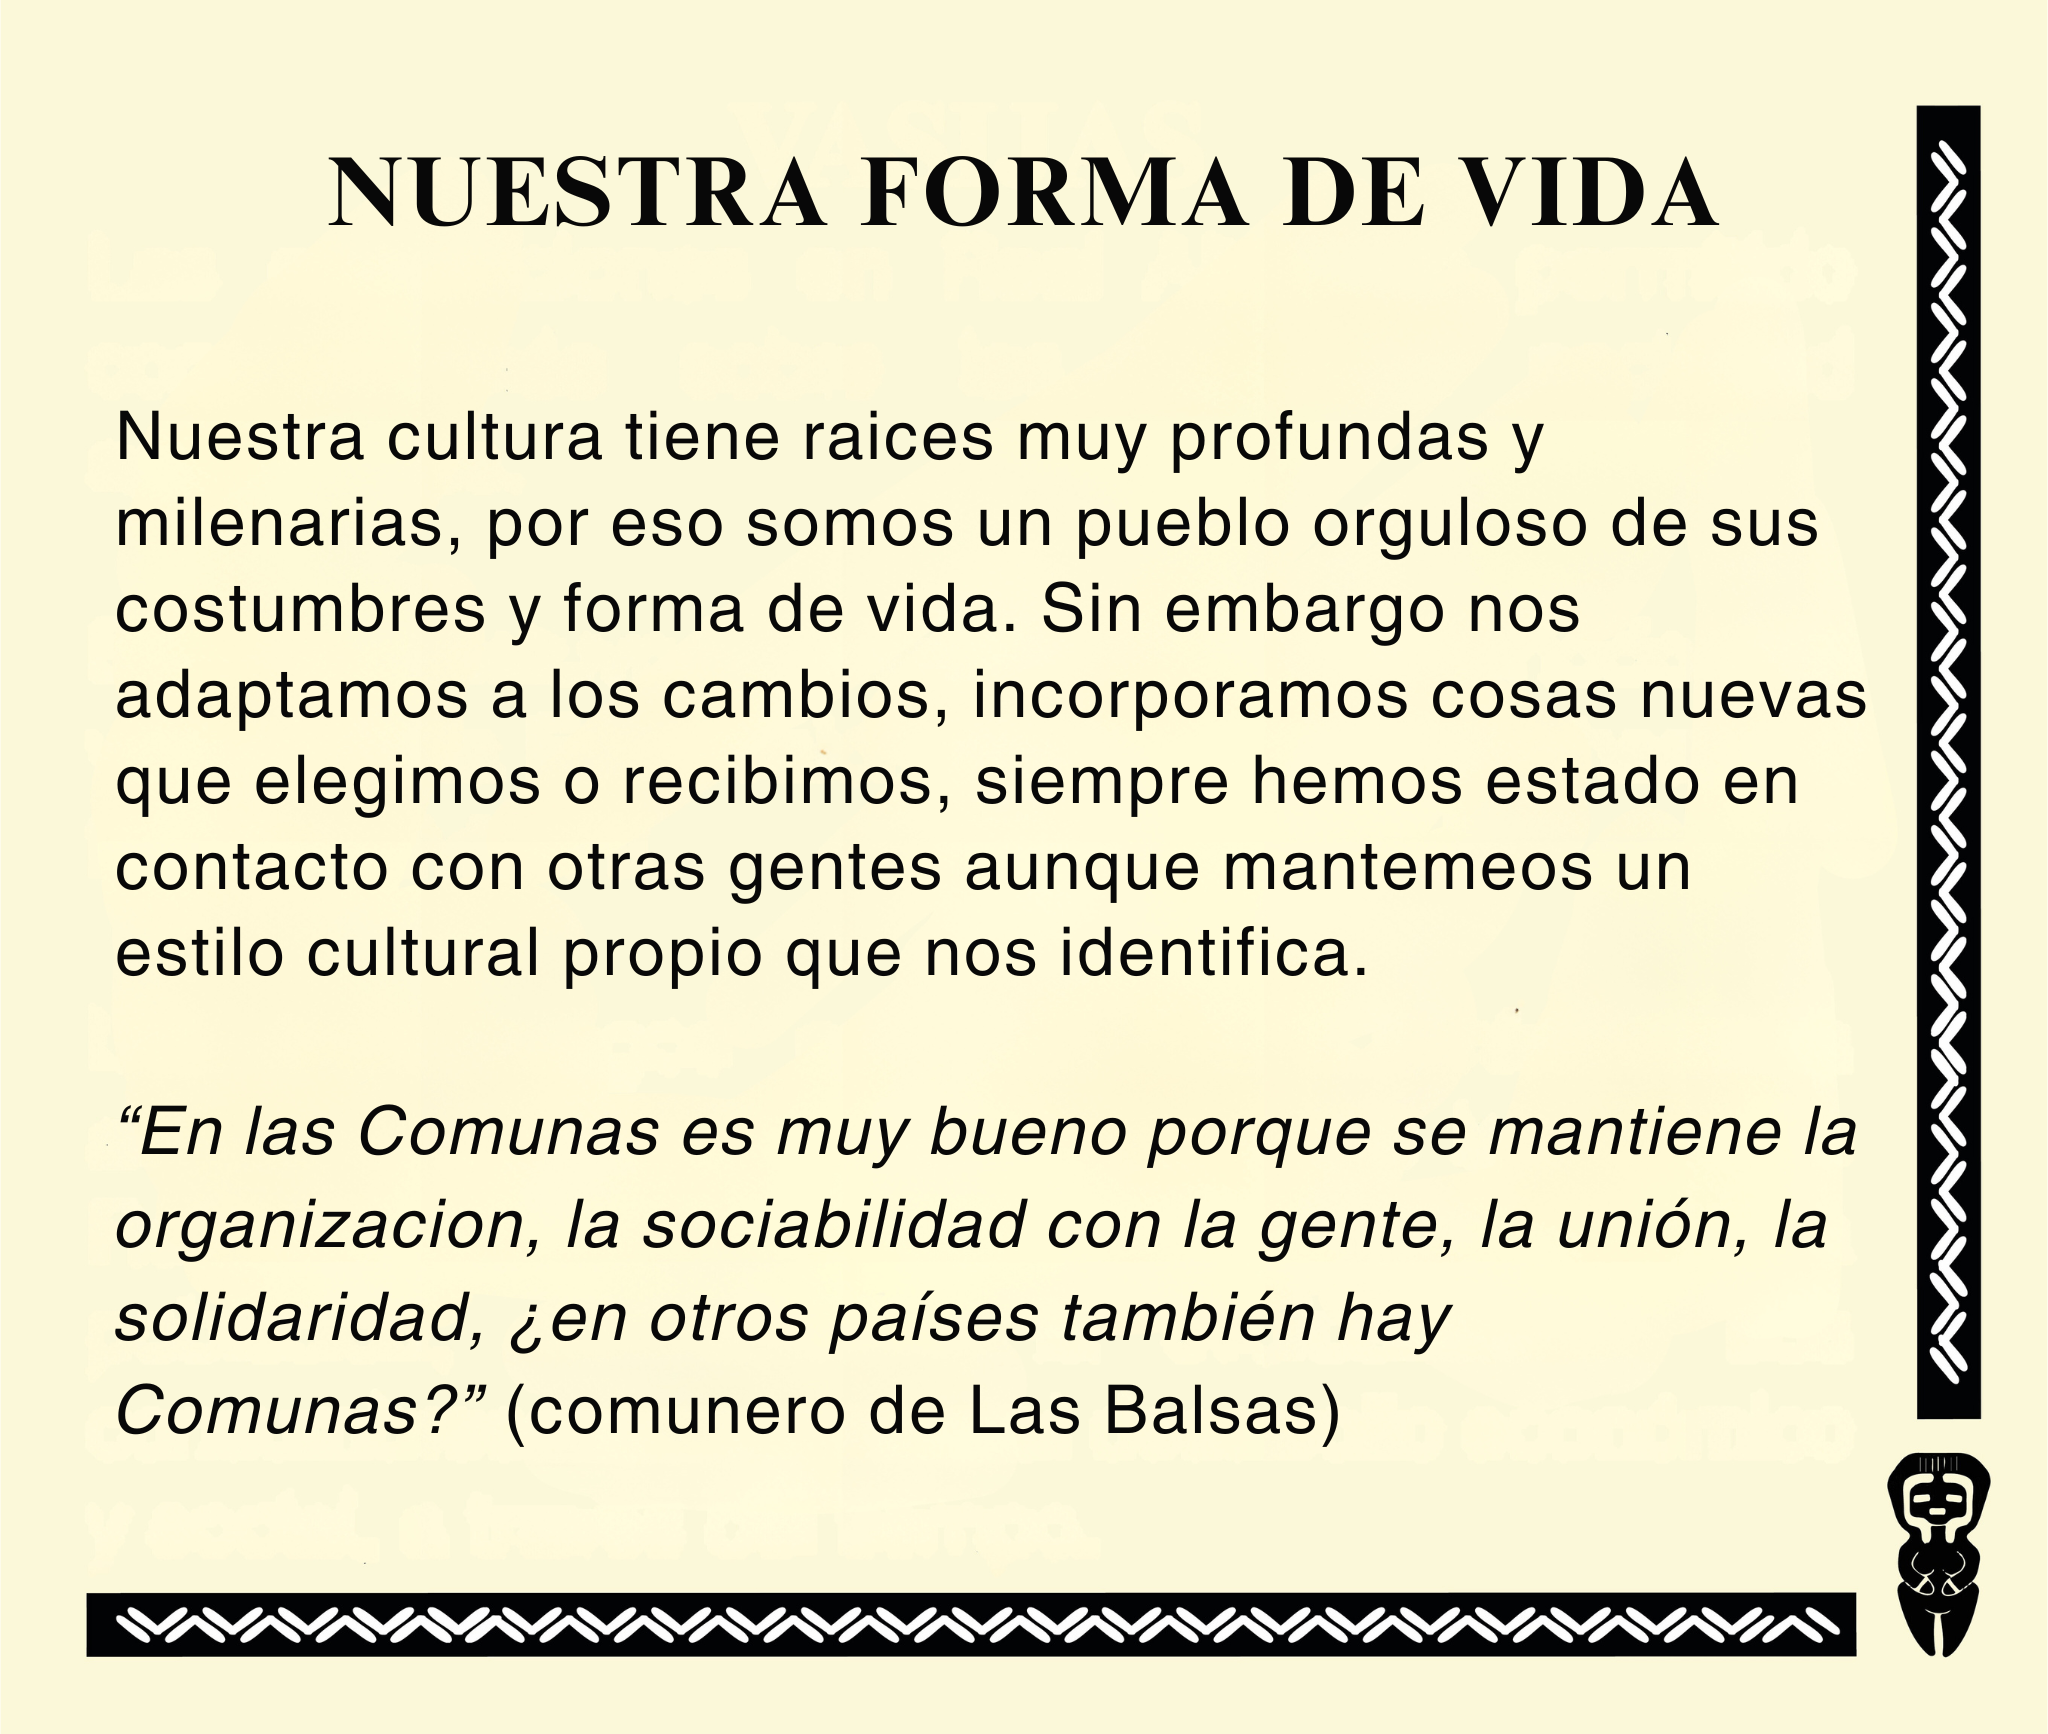 NUESTRA FORMA DE VIDA
Nuestra cultura tiene raices muy profundas y
milenarias, por eso somos un pueblo orguloso de sus
costumbres y forma de vida. Sin embargo nos
adaptamos a los cambios, incorporamos cosas nuevas
que elegimos o recibimos, siempre hemos estado en
contacto con otras gentes aunque mantemeos un
estilo cultural propio que nos identifica.
“En las Comunas es muy bueno porque se mantiene la
organizacion, la sociabilidad con la gente, la unión, la
solidaridad, ¿en otros países también hay
Comunas?” (comunero de Las Balsas)